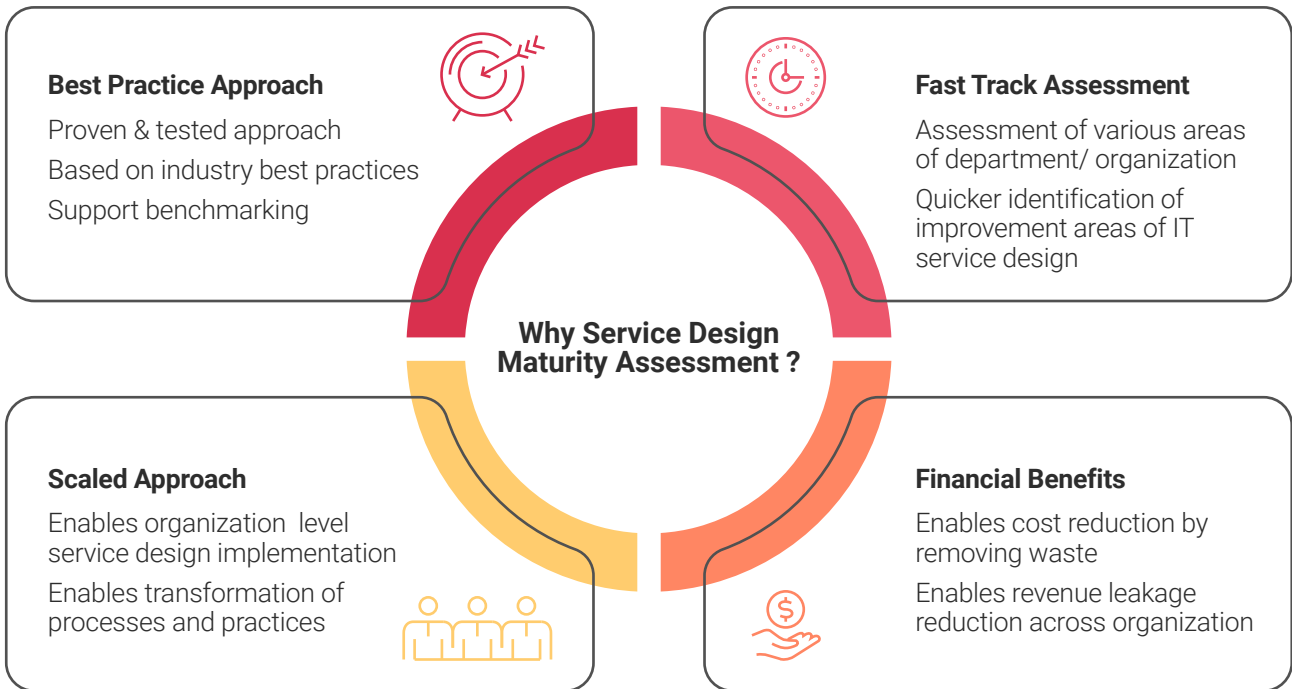 Best Practice Approach
Proven & tested approach
Based on industry best practices
Support benchmarking
Fast Track Assessment
Assessment of various areas
of department/ organization
Quicker identification of
improvement areas of IT
service design
Why Service Design
Maturity Assessment ?
Scaled Approach
Enables organization  level
service design implementation
Enables transformation of
processes and practices
Financial Benefits
Enables cost reduction by
removing waste
Enables revenue leakage
reduction across organization
$